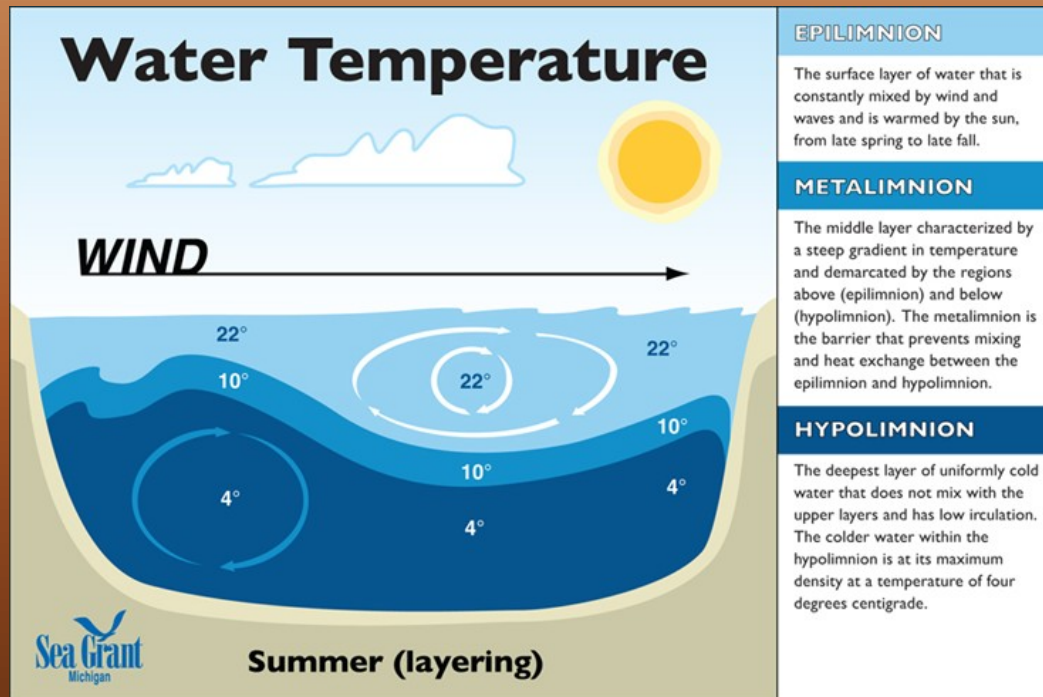 Water Temperature
WIND
22°
22°
22°
10°
10°
10°
4°
4°
4°
Sea Grant
Michigan
Summer (layering)
EPILIMNION
The surface layer of water that is
constantly mixed by wind and
waves and is warmed by the sun,
from late spring to late fall.
METALIMNION
The middle layer characterized by
a steep gradient in temperature
and demarcated by the regions
above (epilimnion) and below
(hypolimnion). The metalimnion is
the barrier that prevents mixing
and heat exchange between the
epilimnion and hypolimnion.
HYPOLIMNION
The deepest layer of uniformly cold
water that does not mix with the
upper layers and has low irculation.
The colder water within the
hypolimnion is at its maximum
density at a temperature of four
degrees centigrade.